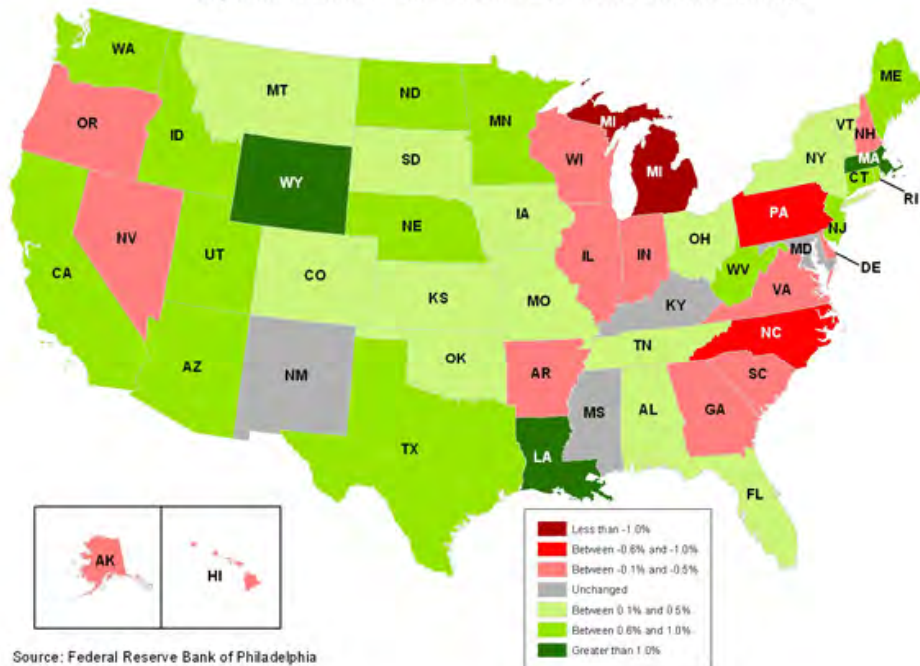 WA
MT
ND
MN
ME
OR
ID
SD
WI
MI
MI
VT
NH
NY
MA
CT
RI
WY
IA
PA
NJ
NE
NV
UT
IL
IN
OH
MD
DE
CA
CO
WV
VA
KS
MO
KY
NC
TN
OK
AZ
NM
AR
SC
MS
AL
GA
TX
LA
FL
AK
HI
Less than -1.0%
Between -0.6% and -1.0%
Between -0.1% and -0.5%
Unchanged
Between 0.1% and 0.5%
Between 0.6% and 1.0%
Greater than 1.0%
Source: Federal Reserve Bank of Philadelphia